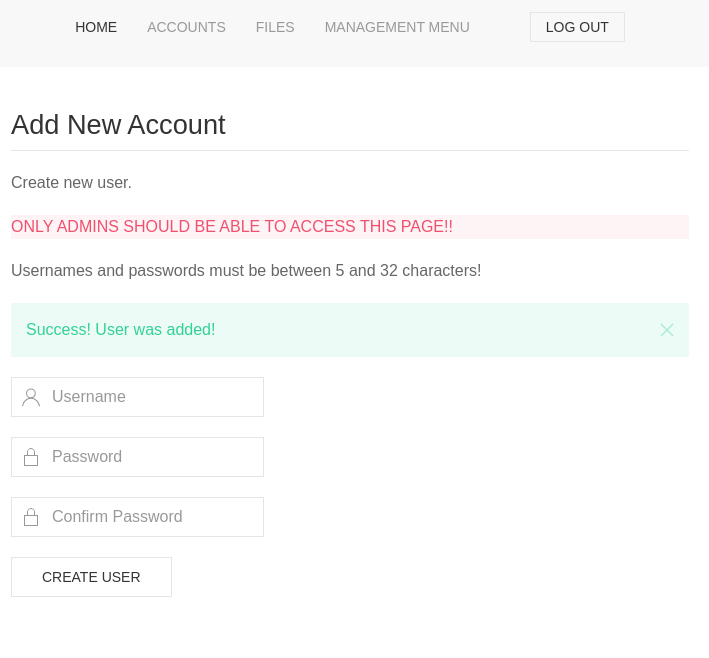 HOME ACCOUNTS FILES MANAGEMENT MENU LOG OUT
Add New Account
Create new user.
ONLY ADMINS SHOULD BE ABLE TO ACCESS THIS PAGE!!
Usernames and passwords must be between 5 and 32 characters!
Success! User was added!
Username
Password
Confirm Password
CREATE USER